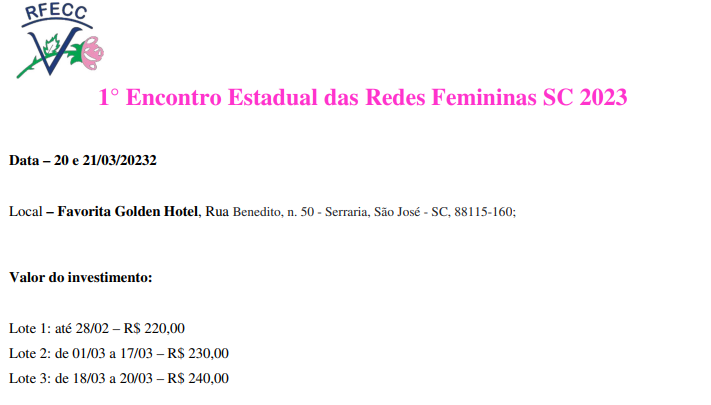 RFECC
1° Encontro Estadual das Redes Femininas SC 2023
Data – 20 e 21/03/20232
Local – Favorita Golden Hotel, Rua Benedito, n. 50 - Serraria, São José - SC, 88115-160;
Valor do investimento:
Lote 1: até 28/02 – R$ 220,00
Lote 2: de 01/03 a 17/03 – R$ 230,00
Lote 3: de 18/03 a 20/03 – R$ 240,00